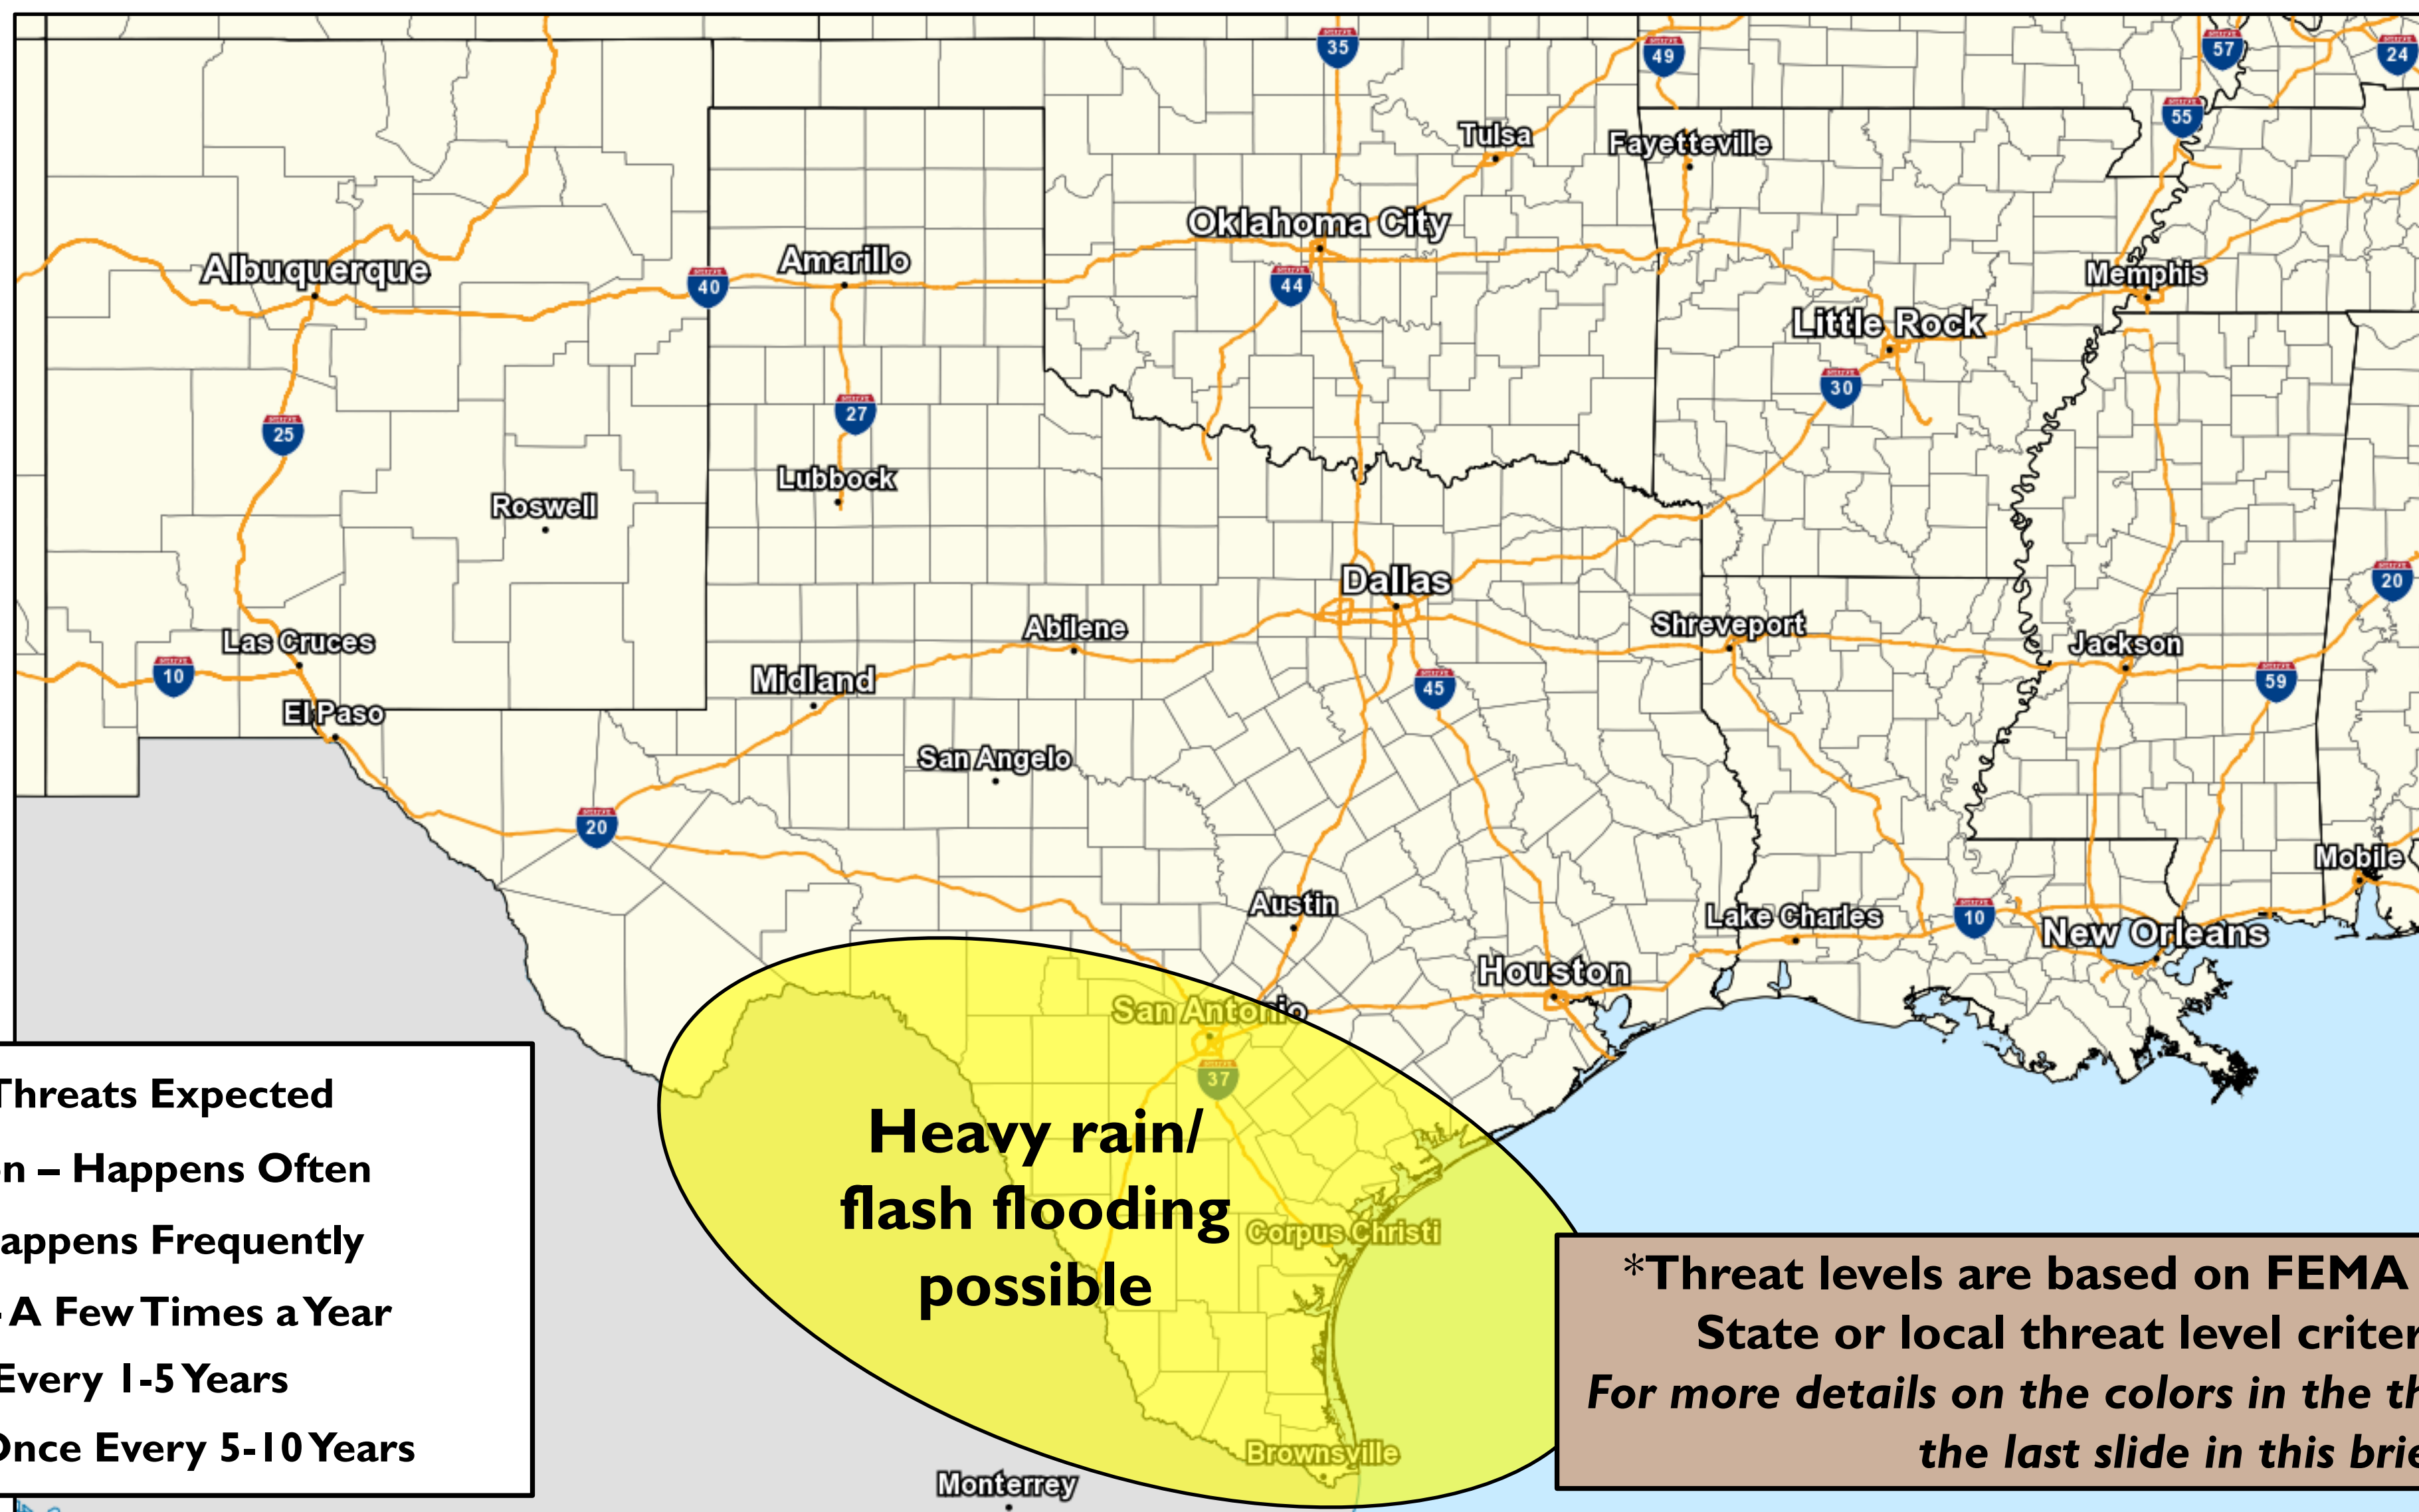 35
49
57
24
55
Tulsa
Fayetteville
Oklahoma City
Albuquerque
40
Amarillo
44
Memphis
Little Rock
30
25
27
Lubbock
Roswell
Dallas
20
Las Cruces
Abilene
Shreveport
Jackson
10
Midland
45
59
El Paso
San Angelo
20
Mobile
Austin
Lake Charles
10
New Orleans
Houston
San Antonio
37
Heavy rain/
flash flooding
possible
Corpus Christi
Brownsville
Monterrey
Threats Expected
n – Happens Often
appens Frequently
- A Few Times a Year
Every 1-5 Years
Once Every 5-10 Years
*Threat levels are based on FEMA
State or local threat level criter
For more details on the colors in the th
the last slide in this brie